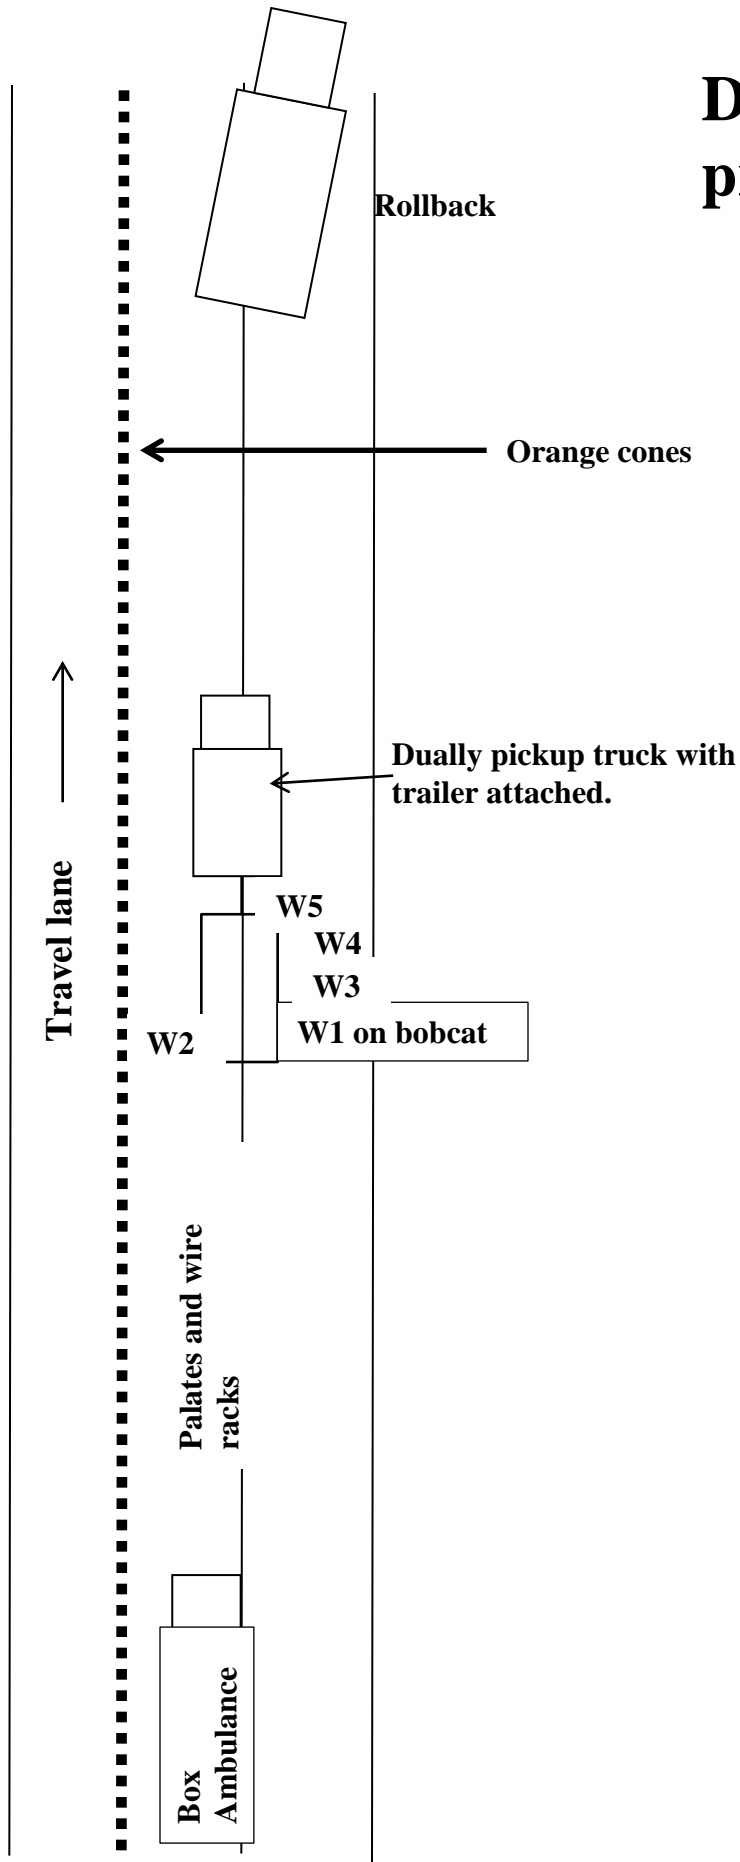 Rollback
Orange cones
Dually pickup truck with
trailer attached.
Travel lane
W5
W4
W3
W2
W1 on bobcat
Palates and wire
racks
Box
Ambulance